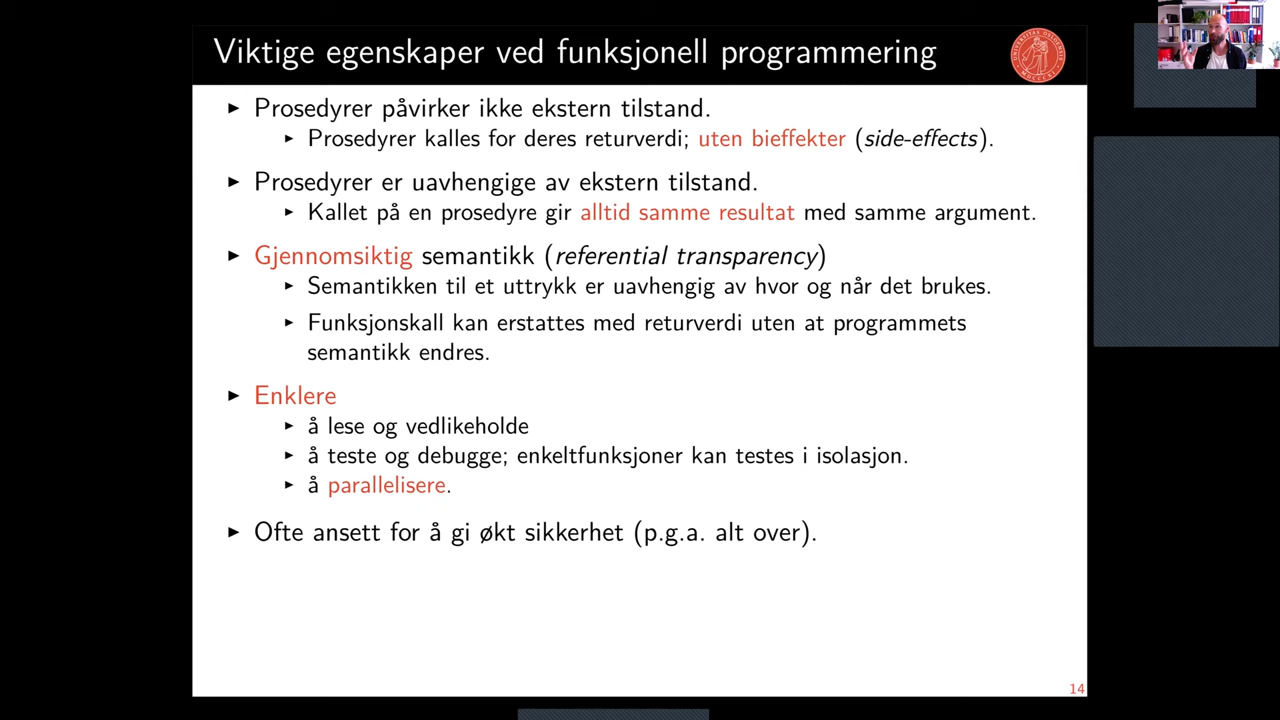 Viktige egenskaper ved funksjonell programmering
UNIVERSITAS OSLOENSIS
MDCCCXI
▶ Prosedyrer påvirker ikke ekstern tilstand.
▶ Prosedyrer kalles for deres returverdi; uten bieffekter (side-effects).
▶ Prosedyrer er uavhengige av ekstern tilstand.
▶ Kallet på en prosedyre gir alltid samme resultat med samme argument.
▶ Gjennomsiktig semantikk (referential transparency)
▶ Semantikken til et uttrykk er uavhengig av hvor og når det brukes.
▶ Funksjonskall kan erstattes med returverdi uten at programmets
semantikk endres.
▶ Enklere
▶ å lese og vedlikeholde
▶ å teste og debugge; enkeltfunksjoner kan testes i isolasjon.
▶ å parallelisere.
▶ Ofte ansett for å gi økt sikkerhet (p.g.a. alt over).
14